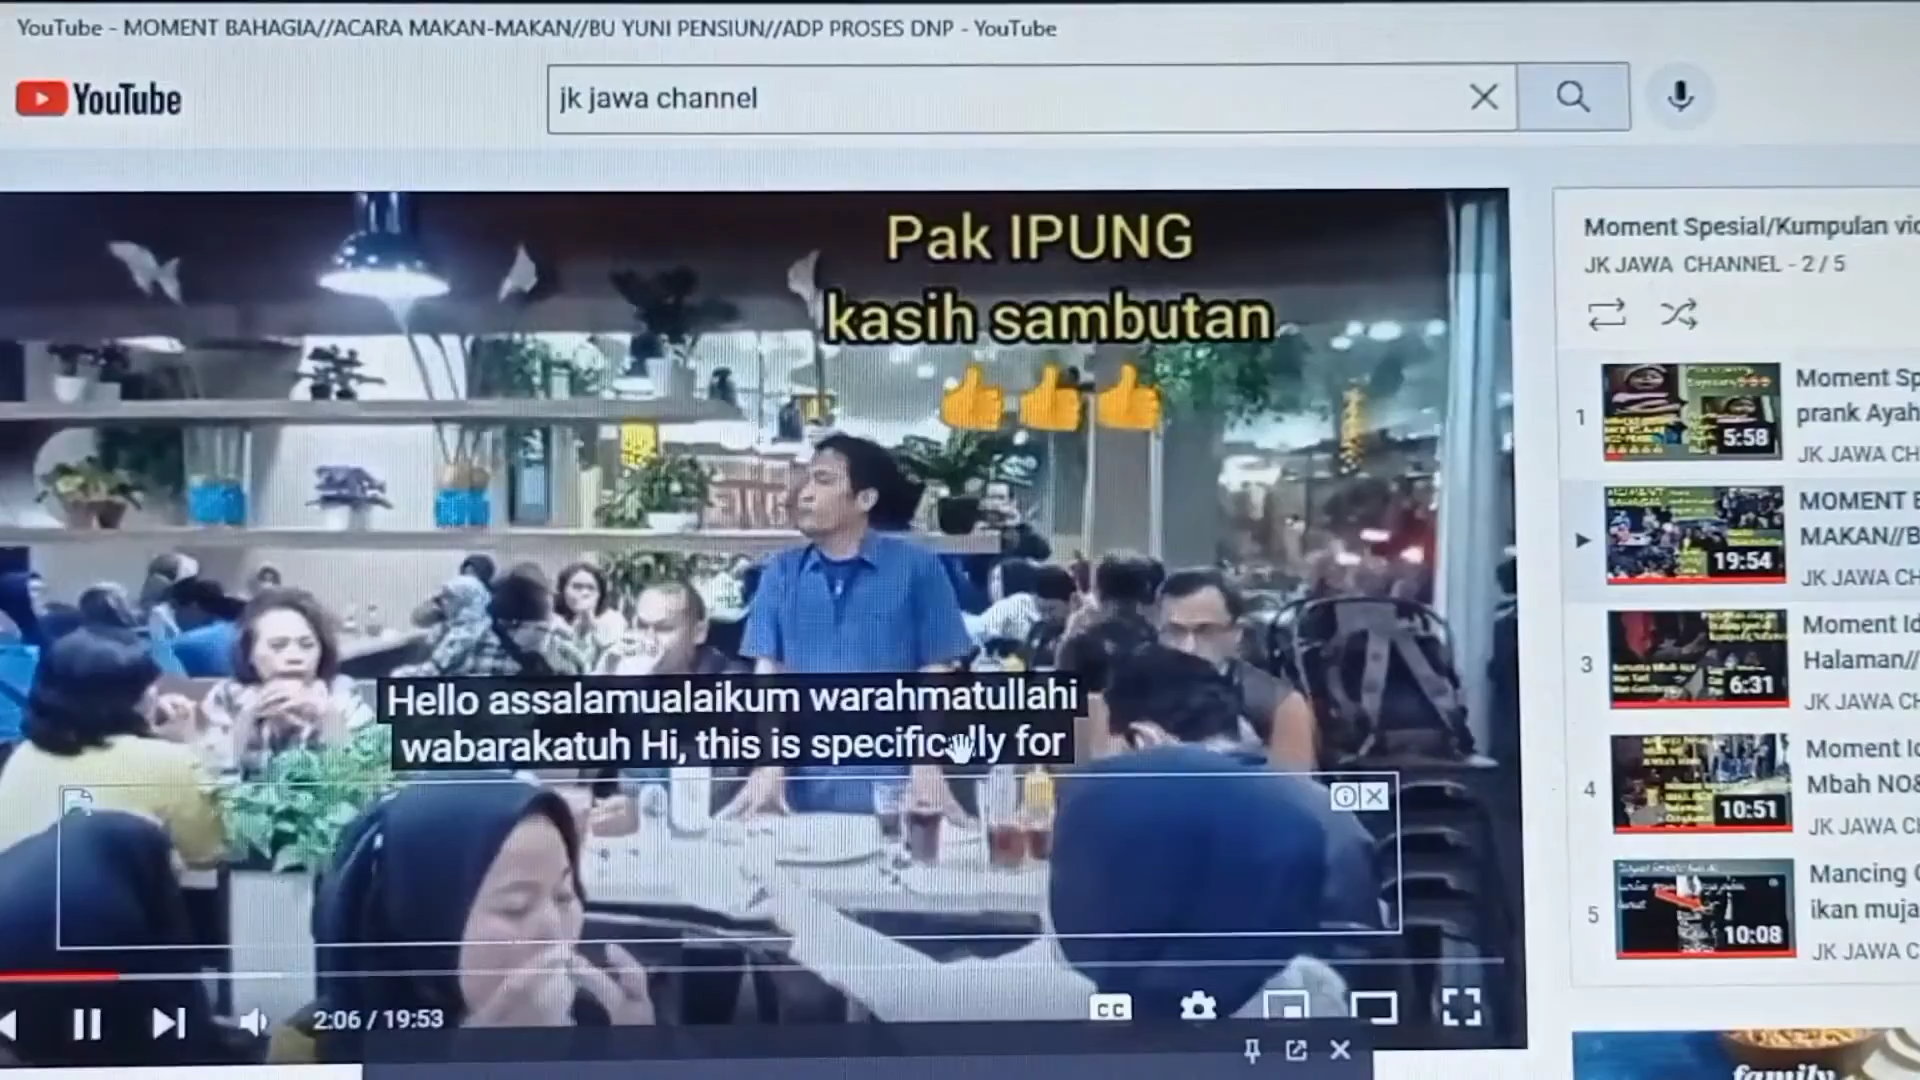 YouTube - MOMENT BAHAGIA//ACARA MAKAN-MAKAN//BU YUNI PENSIUN//ADP PROSES DNP - YouTube
YouTube
jk jawa channel
Pak IPUNG
kasih sambutan
Hello assalamualaikum warahmatullahi
wabarakatuh Hi, this is specifically for
2:06 / 19:53
CC
Moment Spesial/Kumpulan vid
JK JAWA CHANNEL - 2 / 5
1
5:58
Moment Sp
prank Ayah
JK JAWA CH
19:54
MOMENT B
MAKAN//B
JK JAWA CH
3
6:31
Moment Id
Halaman//
JK JAWA CH
4
10:51
Moment Id
Mbah NO&
JK JAWA CH
5
10:08
Mancing
ikan muja
JK JAWA C
family